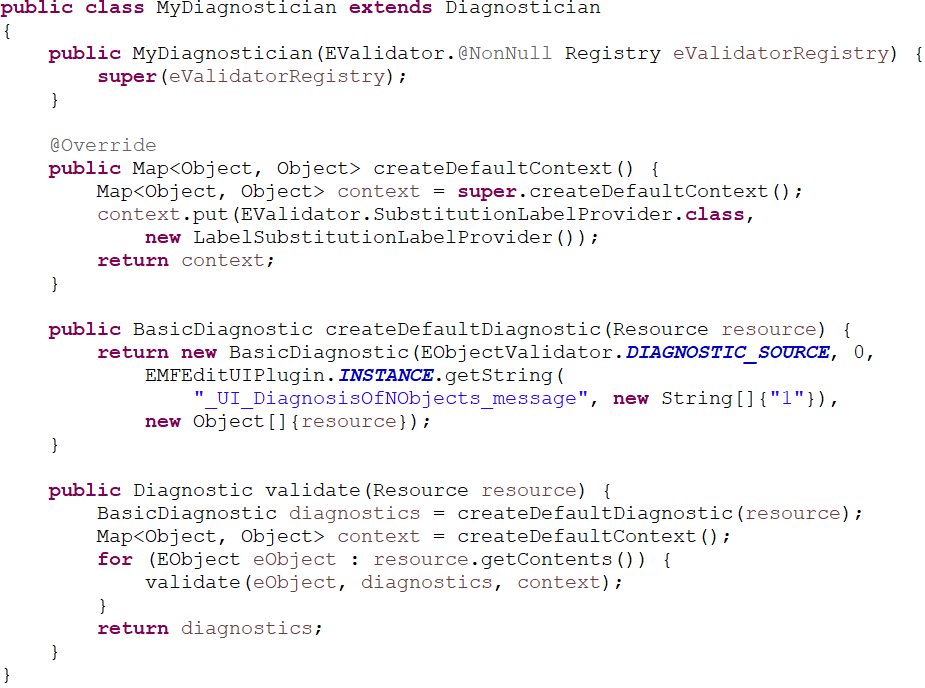 public class MyDiagnostician extends Diagnostician
{
    public MyDiagnostician(EValidator.@NonNull Registry eValidatorRegistry) {
        super(eValidatorRegistry);
    }

    @Override
    public Map<Object, Object> createDefaultContext() {
        Map<Object, Object> context = super.createDefaultContext();
        context.put(EValidator.SubstitutionLabelProvider.class,
            new LabelSubstitutionLabelProvider());
        return context;
    }

    public BasicDiagnostic createDefaultDiagnostic(Resource resource) {
        return new BasicDiagnostic(EObjectValidator.DIAGNOSTIC_SOURCE, 0,
            EMFEditUIPlugin.INSTANCE.getString(
                "_UI_DiagnosisOfNObjects_message", new String[]{"1"}),
            new Object[]{resource});
    }

    public Diagnostic validate(Resource resource) {
        BasicDiagnostic diagnostics = createDefaultDiagnostic(resource);
        Map<Object, Object> context = createDefaultContext();
        for (EObject eObject : resource.getContents()) {
            validate(eObject, diagnostics, context);
        }
        return diagnostics;
    }
}